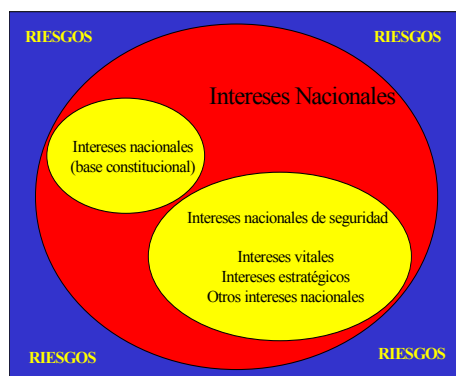 RIESGOS
RIESGOS
Intereses Nacionales
Intereses nacionales
(base constitucional)
Intereses nacionales de seguridad
Intereses vitales
Intereses estratégicos
Otros intereses nacionales
RIESGOS
RIESGOS